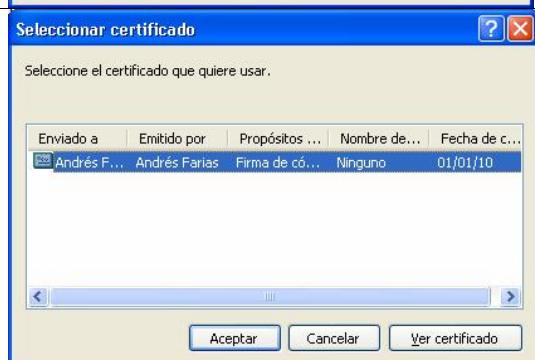 Seleccionar certificado
Seleccione el certificado que quiere usar.
Enviado a Emitido por Propósitos ... Nombre de... Fecha de c...
Andrés F... Andrés Farias Firma de có... Ninguno 01/01/10
Aceptar Cancelar Ver certificado